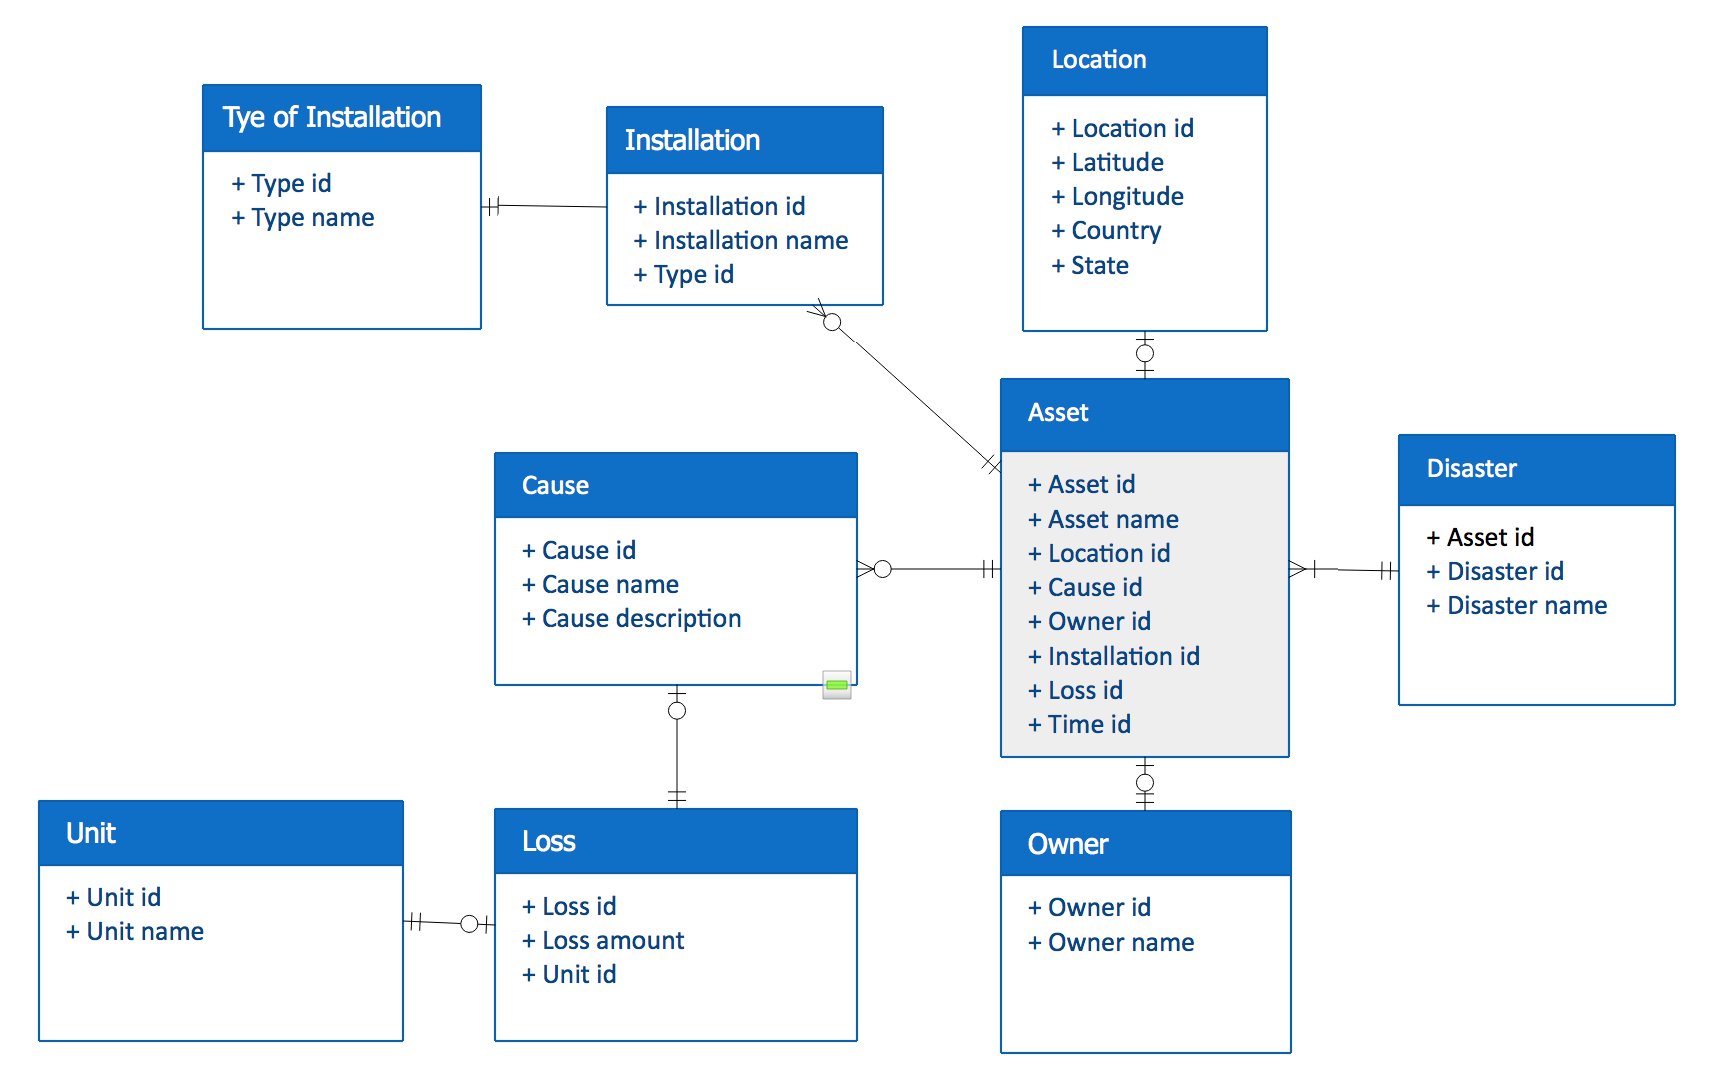 Tye of Installation
+ Type id
+ Type name
Installation
+ Installation id
+ Installation name
+ Type id
Location
+ Location id
+ Latitude
+ Longitude
+ Country
+ State
Cause
+ Cause id
+ Cause name
+ Cause description
Asset
+ Asset id
+ Asset name
+ Location id
+ Cause id
+ Owner id
+ Installation id
+ Loss id
+ Time id
Disaster
+ Asset id
+ Disaster id
+ Disaster name
Unit
+ Unit id
+ Unit name
Loss
+ Loss id
+ Loss amount
+ Unit id
Owner
+ Owner id
+ Owner name